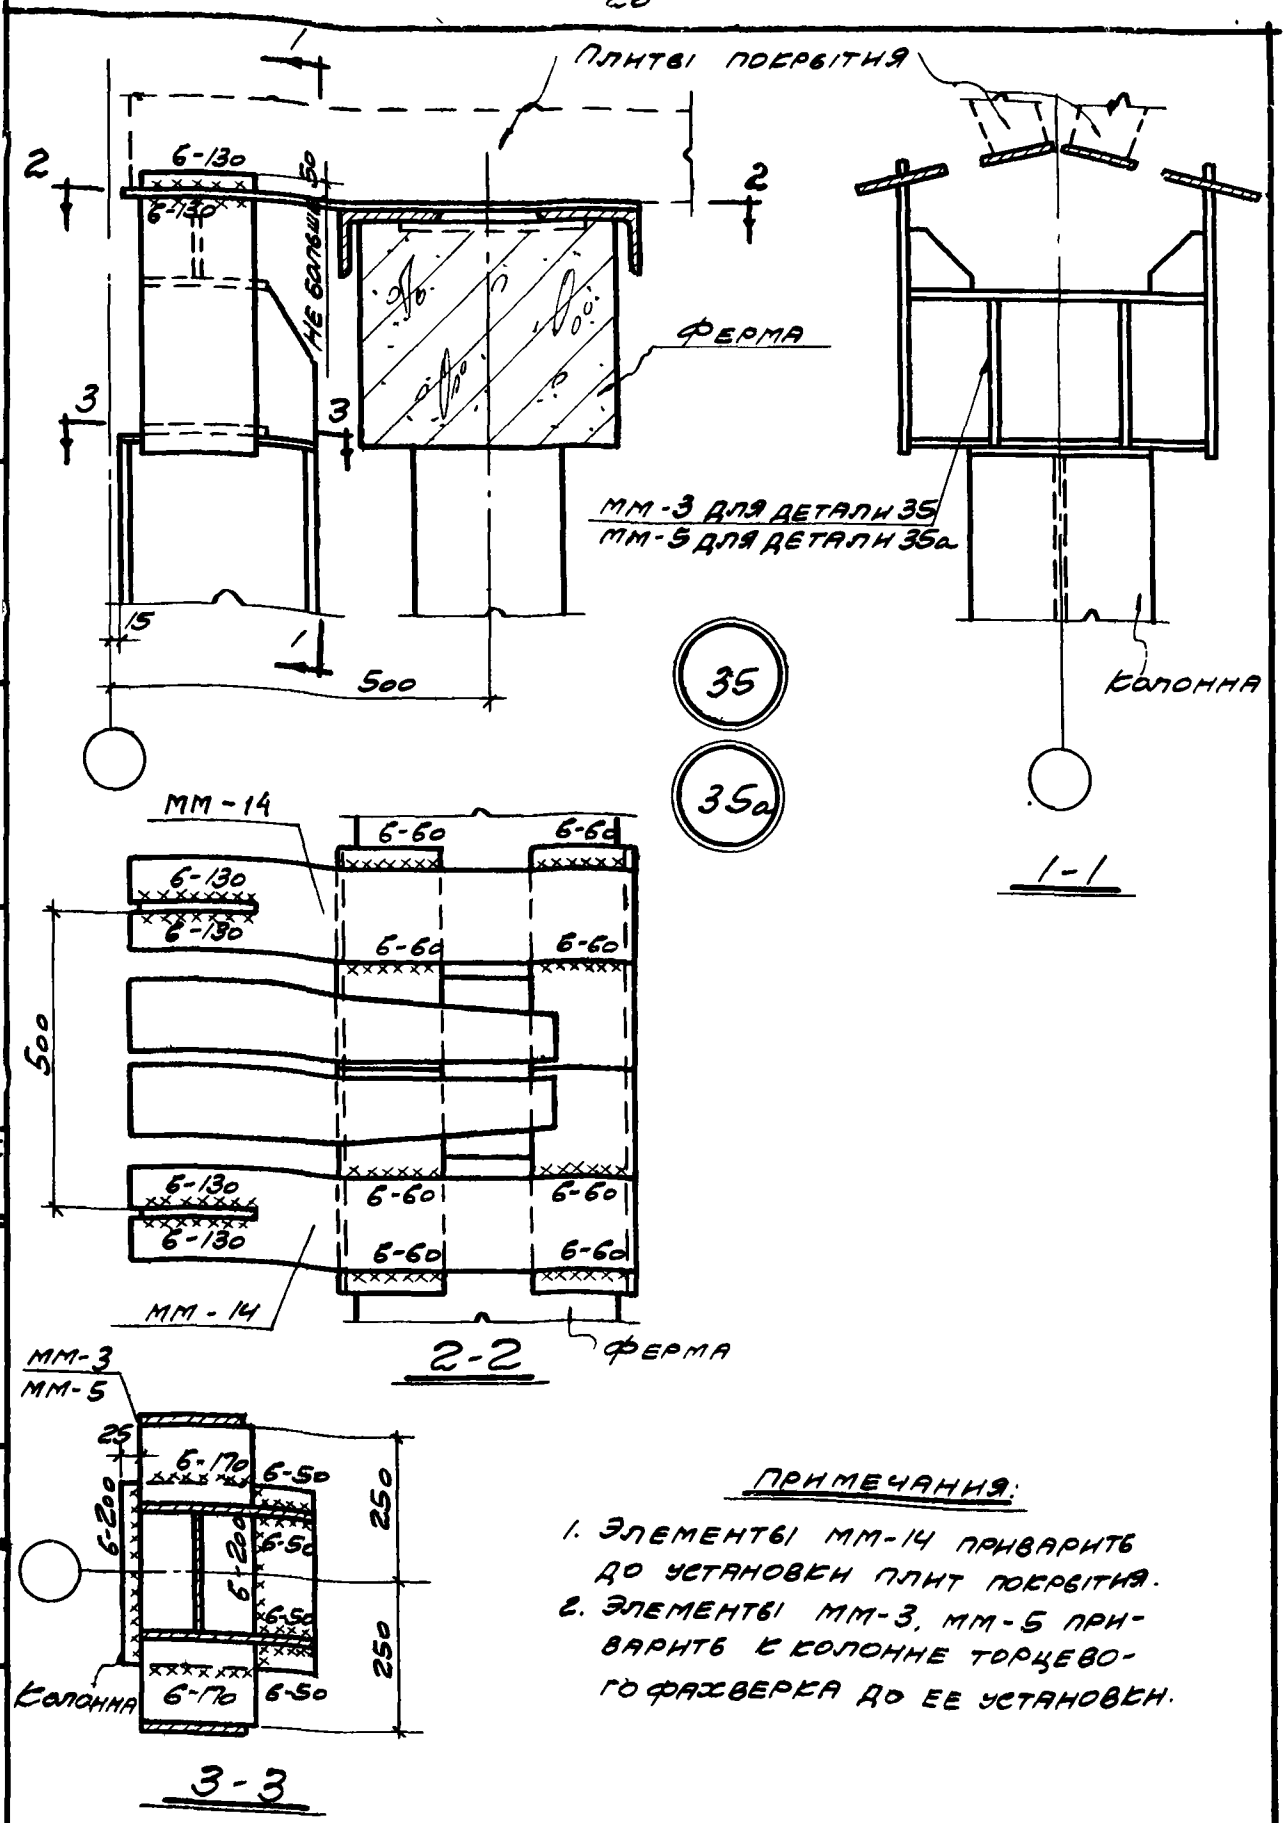 20
1
ПЛИТЫ ПОКРЫТИЯ
2
6-130
6-130
НЕ БОЛЬШЕ 50
2
ФЕРМА
3
3
ММ-3 ДЛЯ ДЕТАЛИ 35
ММ-5 ДЛЯ ДЕТАЛИ 35а
15
1
500
КОЛОННА
35
35а
1-1
ММ-14
6-60
6-60
6-130
6-130
6-60
6-60
500
6-130
6-60
6-60
6-130
6-60
6-60
ММ-14
2-2
ФЕРМА
ММ-3
ММ-5
25
6-170
6-50
6-200
6-200
6-50
250
6-50
250
КОЛОННА
6-170
6-50
3-3
ПРИМЕЧАНИЯ:
1. ЭЛЕМЕНТЫ ММ-14 ПРИВАРИТЬ
ДО УСТАНОВКИ ПЛИТ ПОКРЫТИЯ.
2. ЭЛЕМЕНТЫ ММ-3, ММ-5 ПРИ-
ВАРИТЬ К КОЛОННЕ ТОРЦЕВО-
ГО ФАХВЕРКА ДО ЕЕ УСТАНОВКИ.